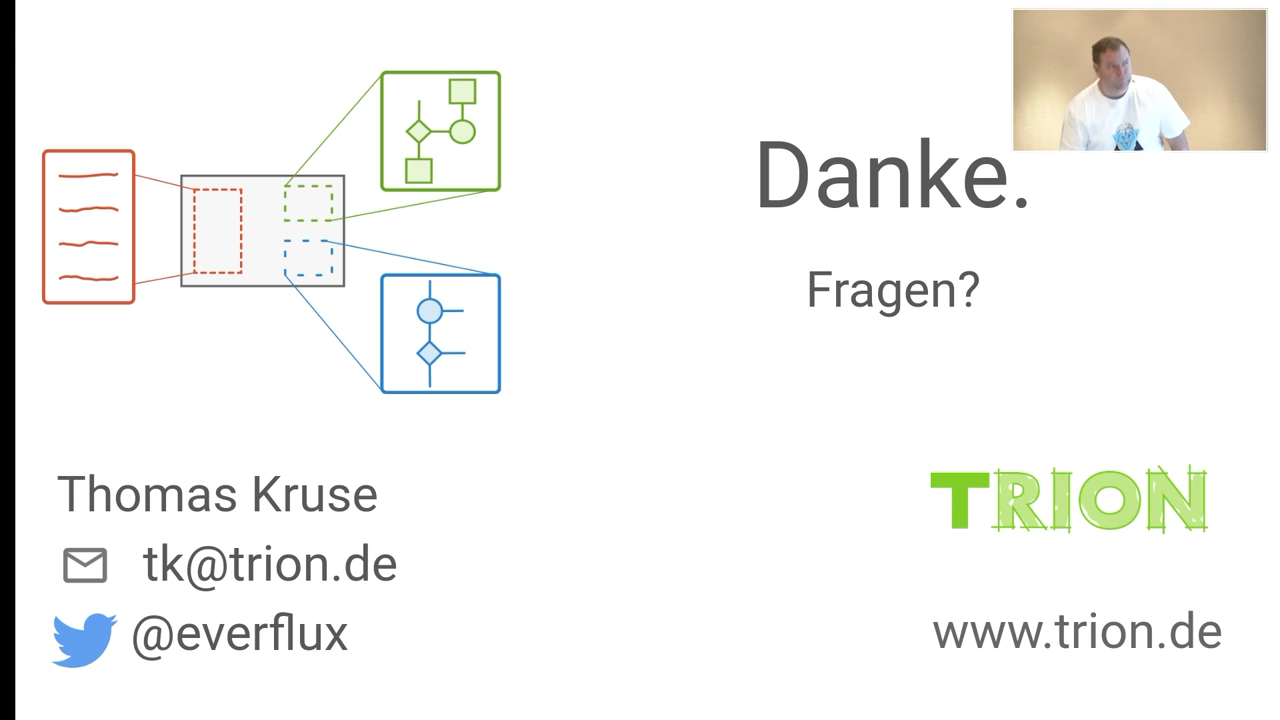 Danke.
Fragen?
Thomas Kruse
tk@trion.de
@everflux
TRION
www.trion.de